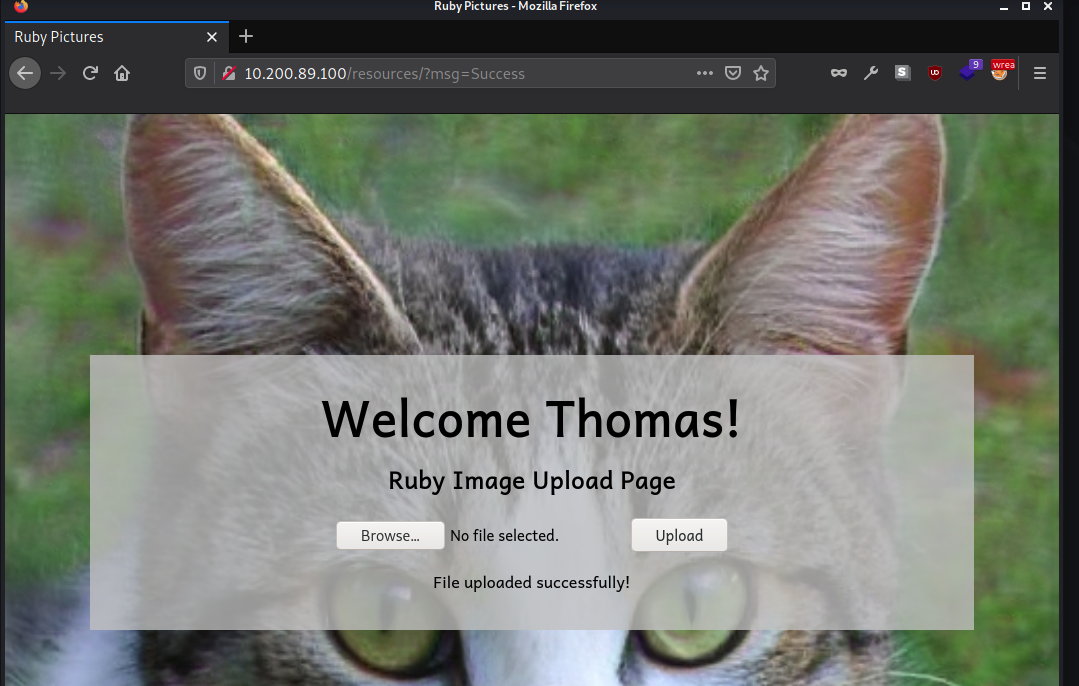 Ruby Pictures - Mozilla Firefox
Ruby Pictures
10.200.89.100/resources/?msg=Success
S
UD
9
wrea
Welcome Thomas!
Ruby Image Upload Page
Browse… No file selected. Upload
File uploaded successfully!